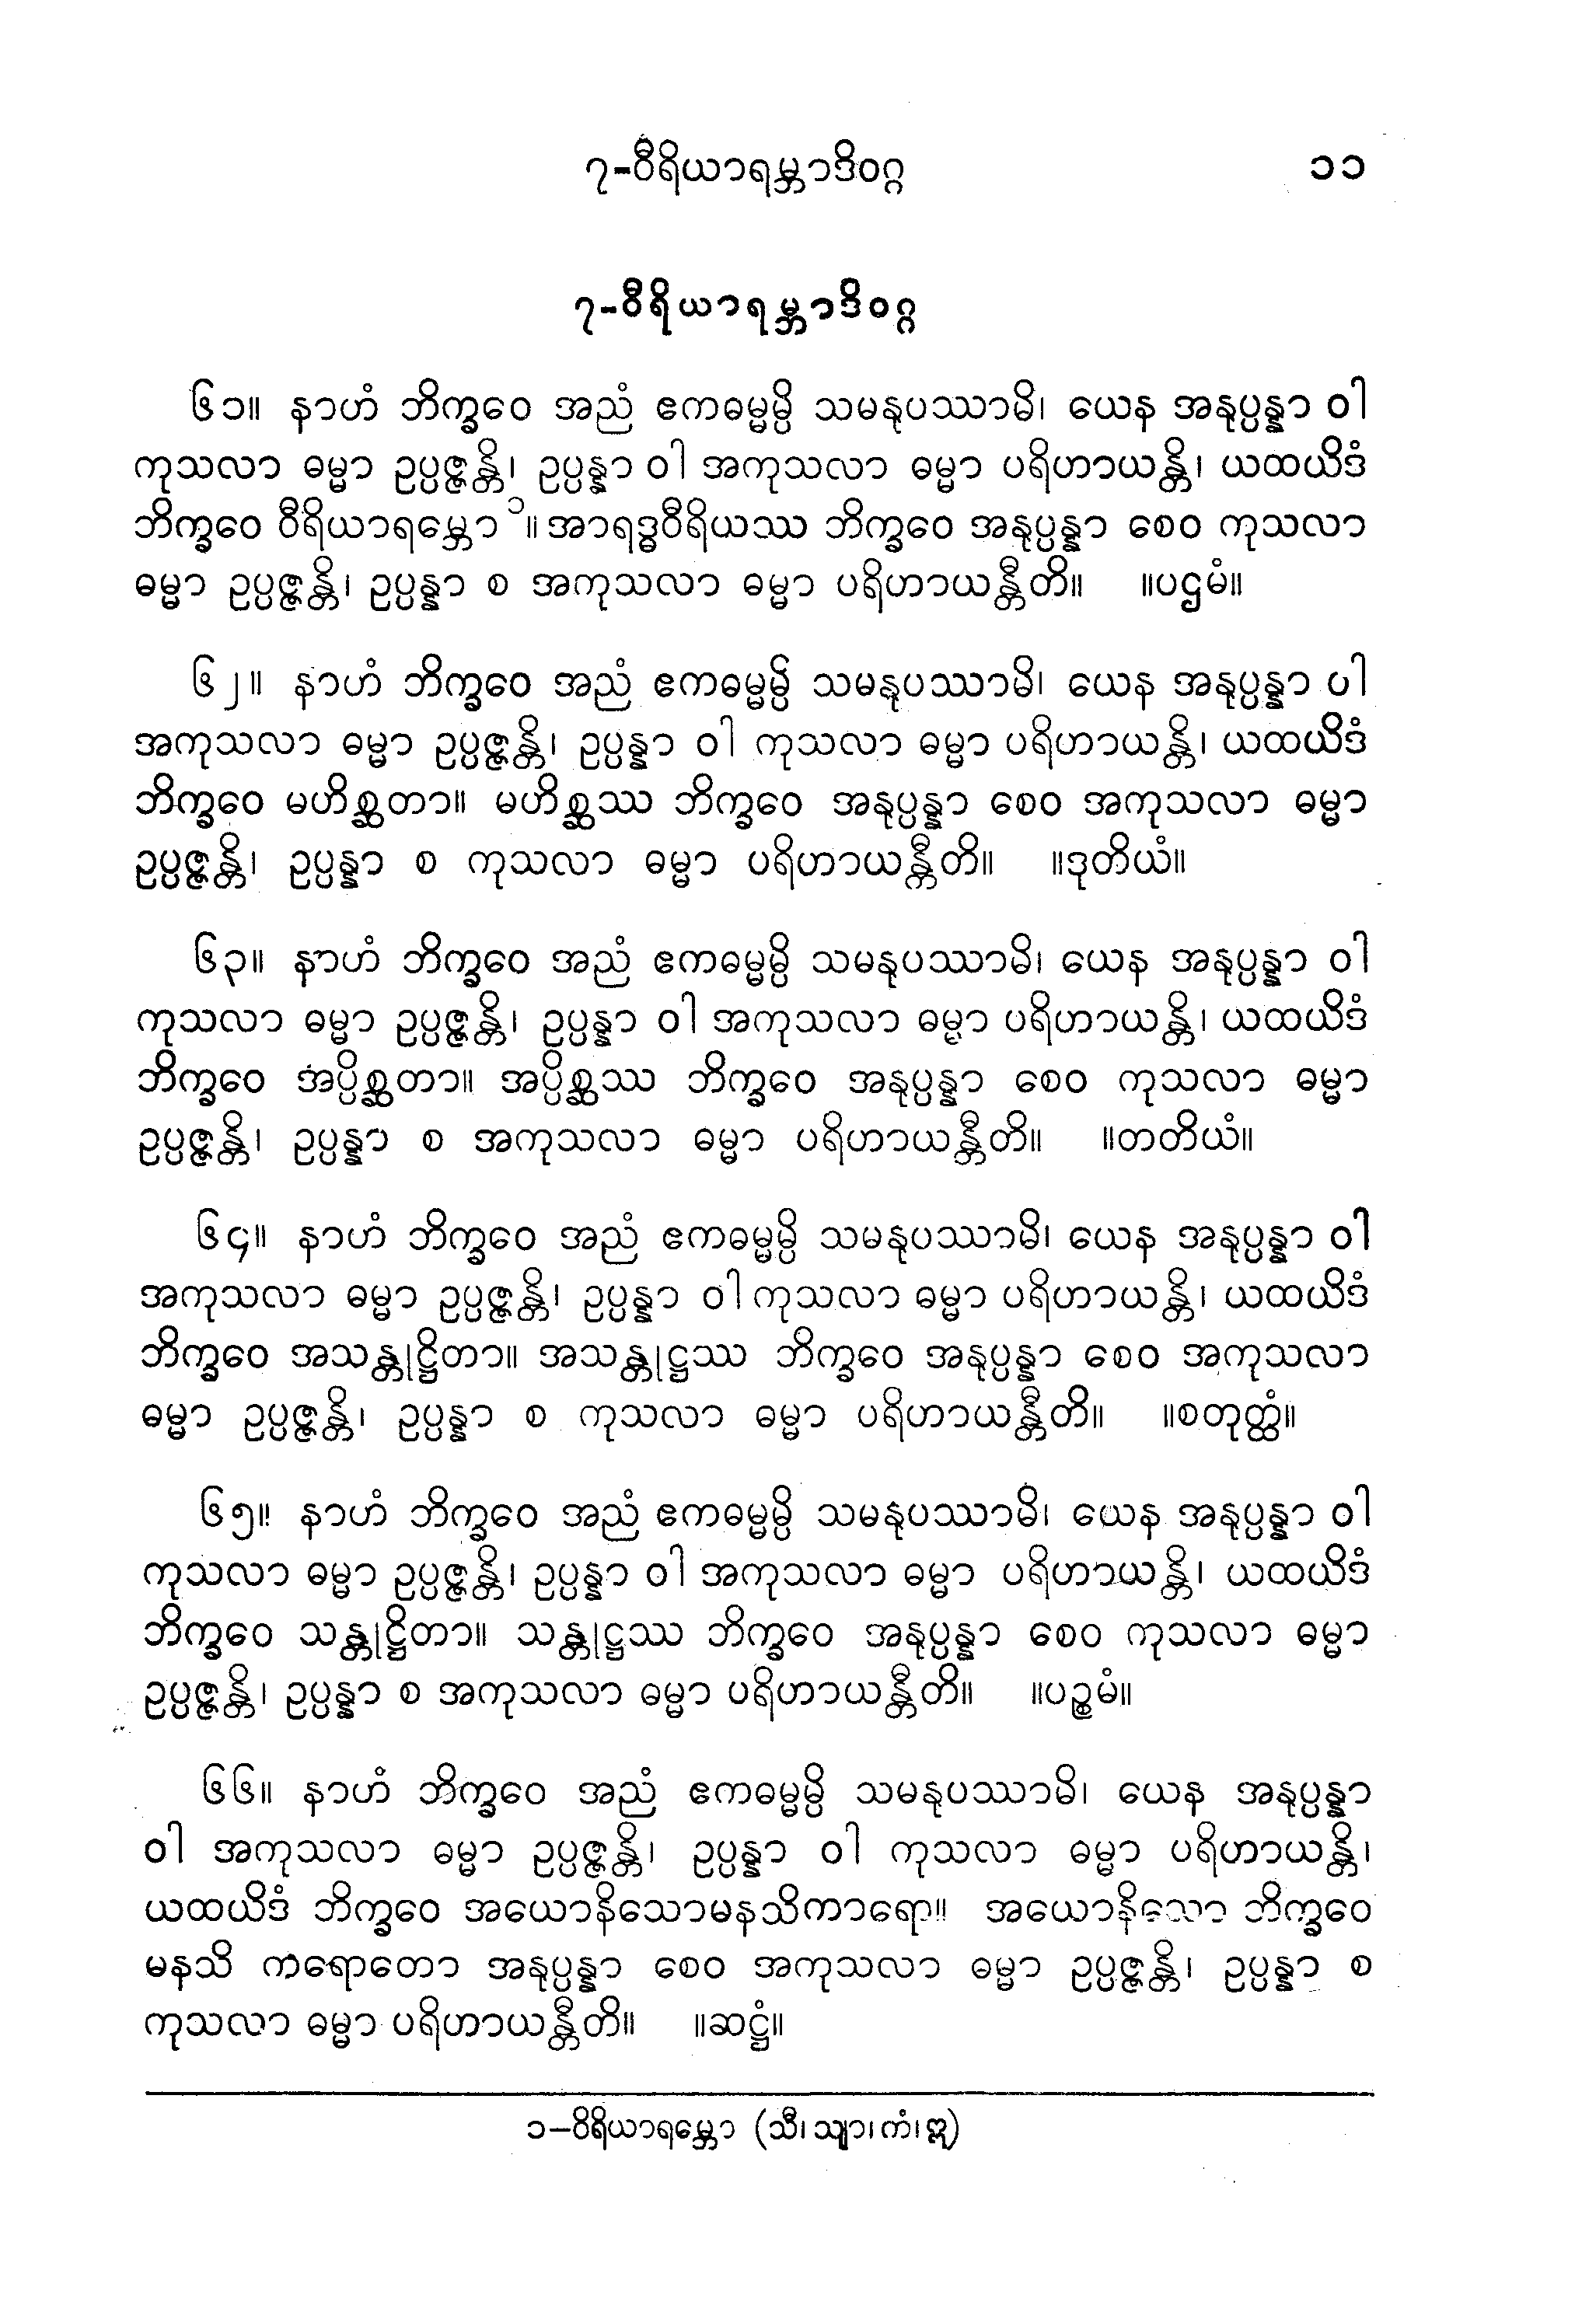 ၇-ဝီရိယာရမ္ဘာဒိဝဂ္ဂ ၁၁
၇-ဝီရိယာရမ္ဘာဒိဝဂ္ဂ
၆၁။ နာဟံ ဘိက္ခဝေ အညံ ဧကဓမ္မမ္ပိ သမနုပဿာမိ၊ ယေန အနုပ္ပန္နာ ဝါ
ကုသလာ ဓမ္မာ ဥပ္ပဇ္ဇန္တိ၊ ဥပ္ပန္နာ ဝါ အကုသလာ ဓမ္မာ ပရိဟာယန္တိ၊ ယထယိဒံ
ဘိက္ခဝေ ဝီရိယာရမ္ဘော ၁။ အာရဒ္ဓဝီရိယဿ ဘိက္ခဝေ အနုပ္ပန္နာ စေဝ ကုသလာ
ဓမ္မာ ဥပ္ပဇ္ဇန္တိ၊ ဥပ္ပန္နာ စ အကုသလာ ဓမ္မာ ပရိဟာယန္တီတိ။ ။ပဌမံ။
၆၂။ နာဟံ ဘိက္ခဝေ အညံ ဧကဓမ္မမ္ပိ သမနုပဿာမိ၊ ယေန အနုပ္ပန္နာ ဝါ
အကုသလာ ဓမ္မာ ဥပ္ပဇ္ဇန္တိ၊ ဥပ္ပန္နာ ဝါ ကုသလာ ဓမ္မာ ပရိဟာယန္တိ၊ ယထယိဒံ
ဘိက္ခဝေ မဟိစ္ဆတာ။ မဟိစ္ဆဿ ဘိက္ခဝေ အနုပ္ပန္နာ စေဝ အကုသလာ ဓမ္မာ
ဥပ္ပဇ္ဇန္တိ၊ ဥပ္ပန္နာ စ ကုသလာ ဓမ္မာ ပရိဟာယန္တီတိ။ ။ဒုတိယံ။
၆၃။ နာဟံ ဘိက္ခဝေ အညံ ဧကဓမ္မမ္ပိ သမနုပဿာမိ၊ ယေန အနုပ္ပန္နာ ဝါ
ကုသလာ ဓမ္မာ ဥပ္ပဇ္ဇန္တိ၊ ဥပ္ပန္နာ ဝါ အကုသလာ ဓမ္မာ ပရိဟာယန္တိ၊ ယထယိဒံ
ဘိက္ခဝေ အပ္ပိစ္ဆတာ။ အပ္ပိစ္ဆဿ ဘိက္ခဝေ အနုပ္ပန္နာ စေဝ ကုသလာ ဓမ္မာ
ဥပ္ပဇ္ဇန္တိ၊ ဥပ္ပန္နာ စ အကုသလာ ဓမ္မာ ပရိဟာယန္တီတိ။ ။တတိယံ။
၆၄။ နာဟံ ဘိက္ခဝေ အညံ ဧကဓမ္မမ္ပိ သမနုပဿာမိ၊ ယေန အနုပ္ပန္နာ ဝါ
အကုသလာ ဓမ္မာ ဥပ္ပဇ္ဇန္တိ၊ ဥပ္ပန္နာ ဝါ ကုသလာ ဓမ္မာ ပရိဟာယန္တိ၊ ယထယိဒံ
ဘိက္ခဝေ အသန္တုဋ္ဌိတာ။ အသန္တုဋ္ဌဿ ဘိက္ခဝေ အနုပ္ပန္နာ စေဝ အကုသလာ
ဓမ္မာ ဥပ္ပဇ္ဇန္တိ၊ ဥပ္ပန္နာ စ ကုသလာ ဓမ္မာ ပရိဟာယန္တီတိ။ ။စတုတ္ထံ။
၆၅။ နာဟံ ဘိက္ခဝေ အညံ ဧကဓမ္မမ္ပိ သမနုပဿာမိ၊ ယေန အနုပ္ပန္နာ ဝါ
ကုသလာ ဓမ္မာ ဥပ္ပဇ္ဇန္တိ၊ ဥပ္ပန္နာ ဝါ အကုသလာ ဓမ္မာ ပရိဟာယန္တိ၊ ယထယိဒံ
ဘိက္ခဝေ သန္တုဋ္ဌိတာ။ သန္တုဋ္ဌဿ ဘိက္ခဝေ အနုပ္ပန္နာ စေဝ ကုသလာ ဓမ္မာ
ဥပ္ပဇ္ဇန္တိ၊ ဥပ္ပန္နာ စ အကုသလာ ဓမ္မာ ပရိဟာယန္တီတိ။ ။ပဉ္စမံ။
၆၆။ နာဟံ ဘိက္ခဝေ အညံ ဧကဓမ္မမ္ပိ သမနုပဿာမိ၊ ယေန အနုပ္ပန္နာ
ဝါ အကုသလာ ဓမ္မာ ဥပ္ပဇ္ဇန္တိ၊ ဥပ္ပန္နာ ဝါ ကုသလာ ဓမ္မာ ပရိဟာယန္တိ၊
ယထယိဒံ ဘိက္ခဝေ အယောနိသောမနသိကာရော။ အယောနိသော ဘိက္ခဝေ
မနသိ ကရောတော အနုပ္ပန္နာ စေဝ အကုသလာ ဓမ္မာ ဥပ္ပဇ္ဇန္တိ၊ ဥပ္ပန္နာ စ
ကုသလာ ဓမ္မာ ပရိဟာယန္တီတိ။ ။ဆဋ္ဌံ။
၁–ဝိရိယာရမ္ဘော (သီ၊ သျာ၊ ကံ၊ ဣ)